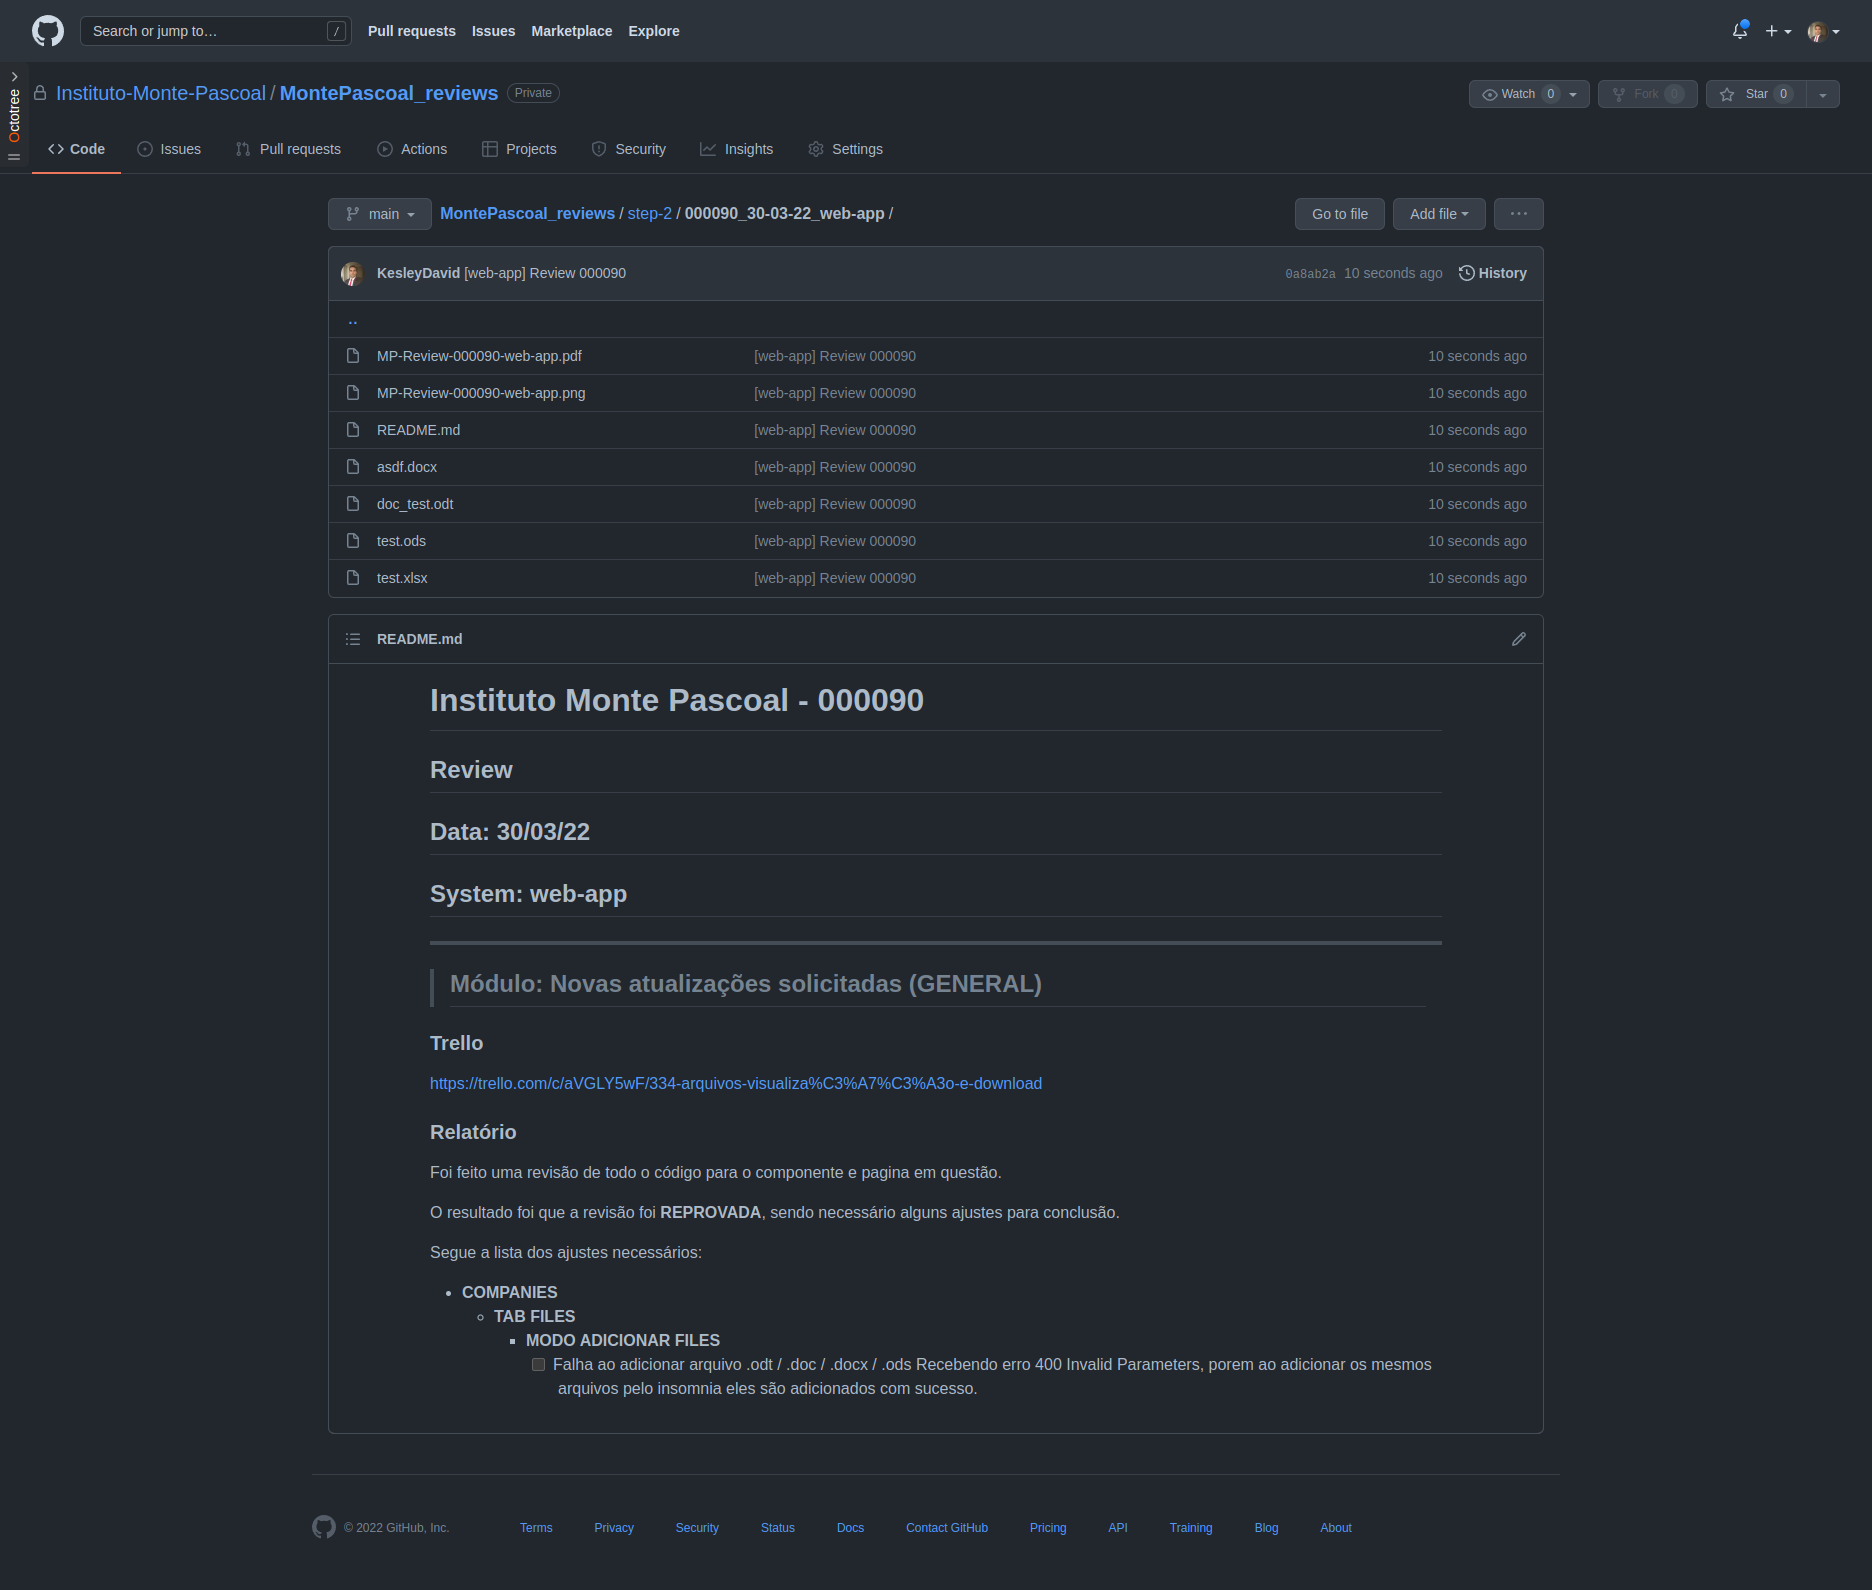 Search or jump to…
/
Pull requests Issues Marketplace Explore
Octotree
Instituto-Monte-Pascoal / MontePascoal_reviews Private
Watch 0 Fork 0 Star 0
Code Issues Pull requests Actions Projects Security Insights Settings
main MontePascoal_reviews / step-2 / 000090_30-03-22_web-app / Go to file Add file ···
KesleyDavid [web-app] Review 000090 0a8ab2a 10 seconds ago History
..
MP-Review-000090-web-app.pdf [web-app] Review 000090 10 seconds ago
MP-Review-000090-web-app.png [web-app] Review 000090 10 seconds ago
README.md [web-app] Review 000090 10 seconds ago
asdf.docx [web-app] Review 000090 10 seconds ago
doc_test.odt [web-app] Review 000090 10 seconds ago
test.ods [web-app] Review 000090 10 seconds ago
test.xlsx [web-app] Review 000090 10 seconds ago
README.md
Instituto Monte Pascoal - 000090
Review
Data: 30/03/22
System: web-app
Módulo: Novas atualizações solicitadas (GENERAL)
Trello
https://trello.com/c/aVGLY5wF/334-arquivos-visualiza%C3%A7%C3%A3o-e-download
Relatório
Foi feito uma revisão de todo o código para o componente e pagina em questão.
O resultado foi que a revisão foi REPROVADA, sendo necessário alguns ajustes para conclusão.
Segue a lista dos ajustes necessários:
COMPANIES
TAB FILES
MODO ADICIONAR FILES
Falha ao adicionar arquivo .odt / .doc / .docx / .ods Recebendo erro 400 Invalid Parameters, porem ao adicionar os mesmos
arquivos pelo insomnia eles são adicionados com sucesso.
© 2022 GitHub, Inc. Terms Privacy Security Status Docs Contact GitHub Pricing API Training Blog About